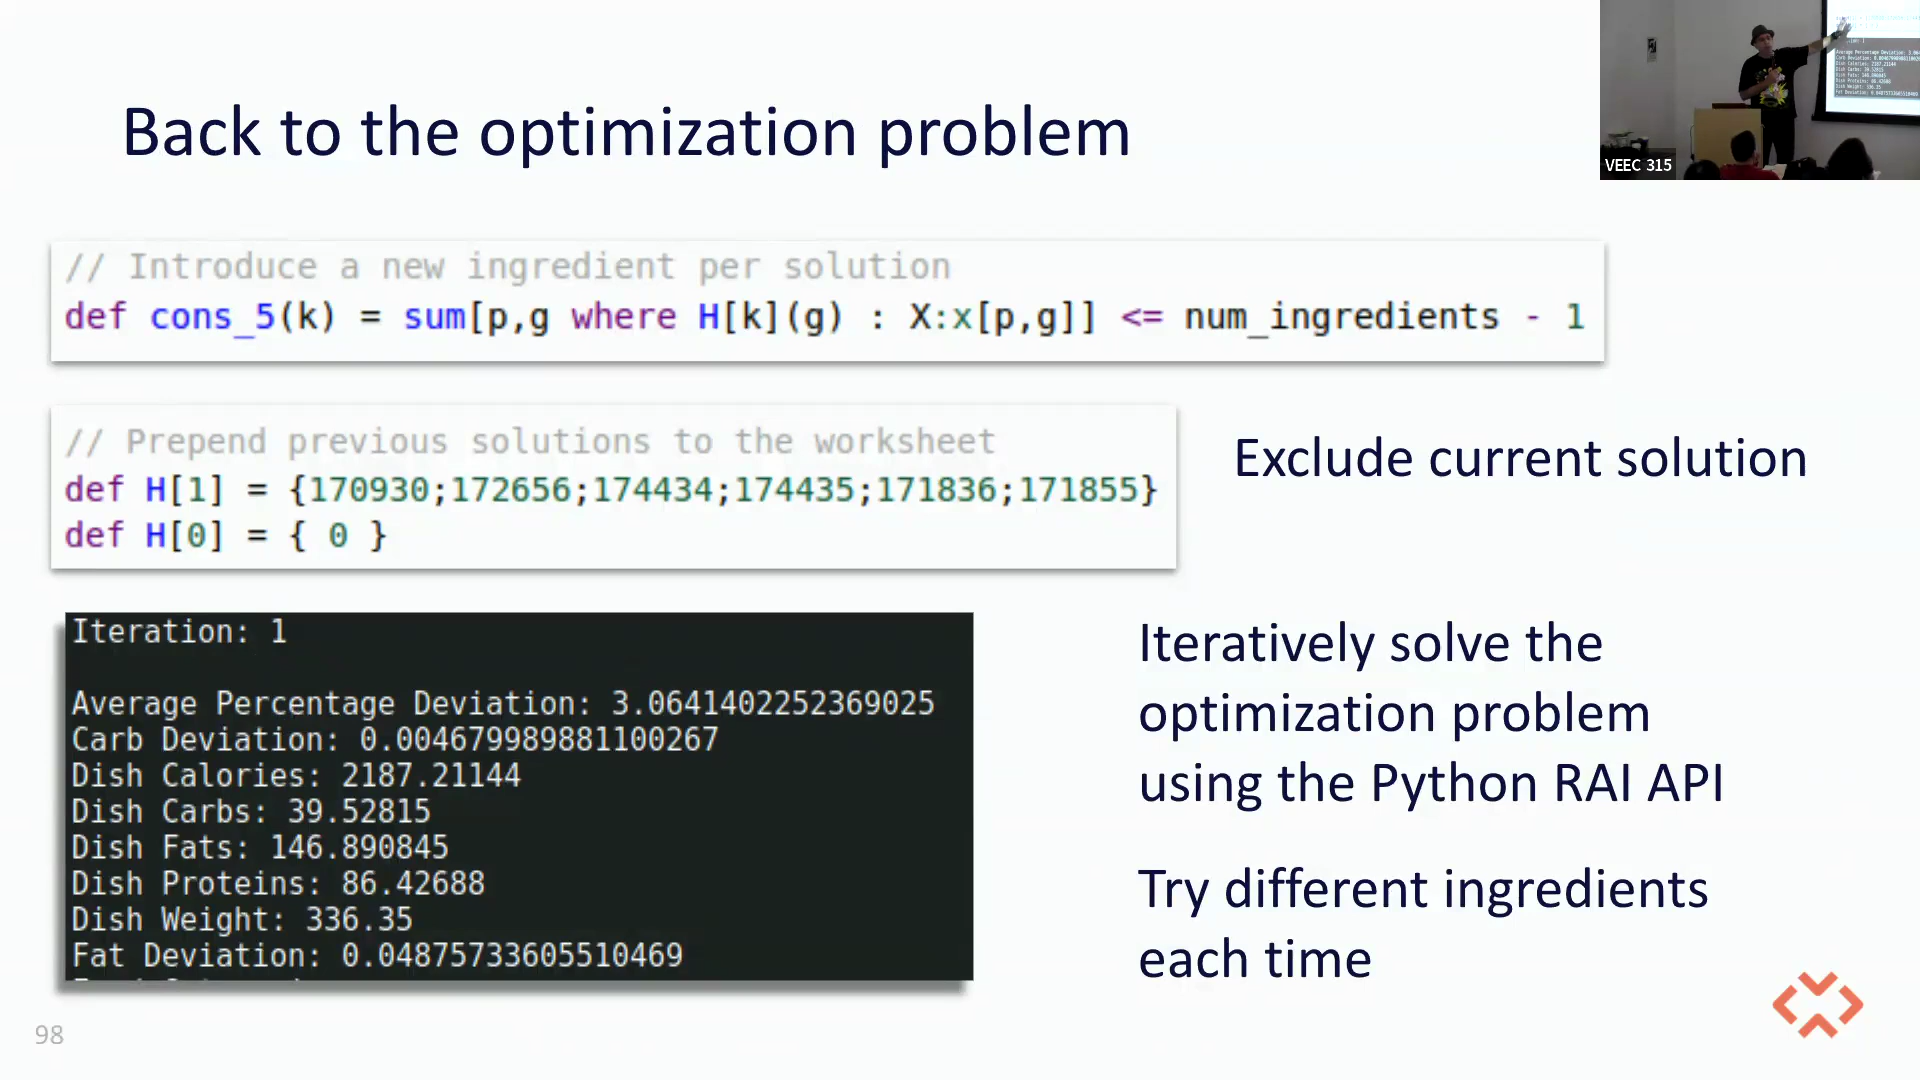 Back to the optimization problem
VEEC 315
// Introduce a new ingredient per solution
def cons_5(k) = sum[p,g where H[k](g) : X:x[p,g]] <= num_ingredients - 1
// Prepend previous solutions to the worksheet
def H[1] = {170930;172656;174434;174435;171836;171855}
def H[0] = { 0 }
Exclude current solution
Iteration: 1
Average Percentage Deviation: 3.0641402252369025
Carb Deviation: 0.004679989881100267
Dish Calories: 2187.21144
Dish Carbs: 39.52815
Dish Fats: 146.890845
Dish Proteins: 86.42688
Dish Weight: 336.35
Fat Deviation: 0.04875733605510469
Iteratively solve the
optimization problem
using the Python RAI API
Try different ingredients
each time
98